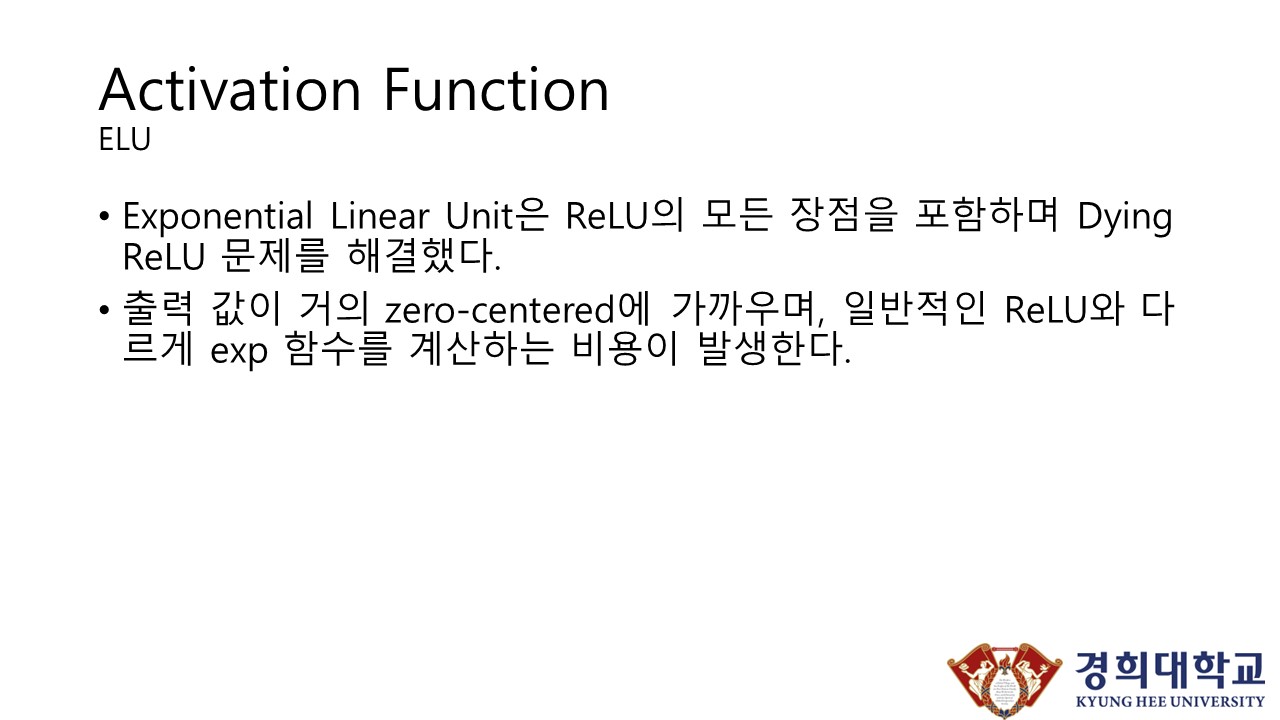 Activation Function
ELU
• Exponential Linear Unit은 ReLU의 모든 장점을 포함하며 Dying
ReLU 문제를 해결했다.
• 출력 값이 거의 zero-centered에 가까우며, 일반적인 ReLU와 다
르게 exp 함수를 계산하는 비용이 발생한다.
경희대학교
KYUNG HEE UNIVERSITY